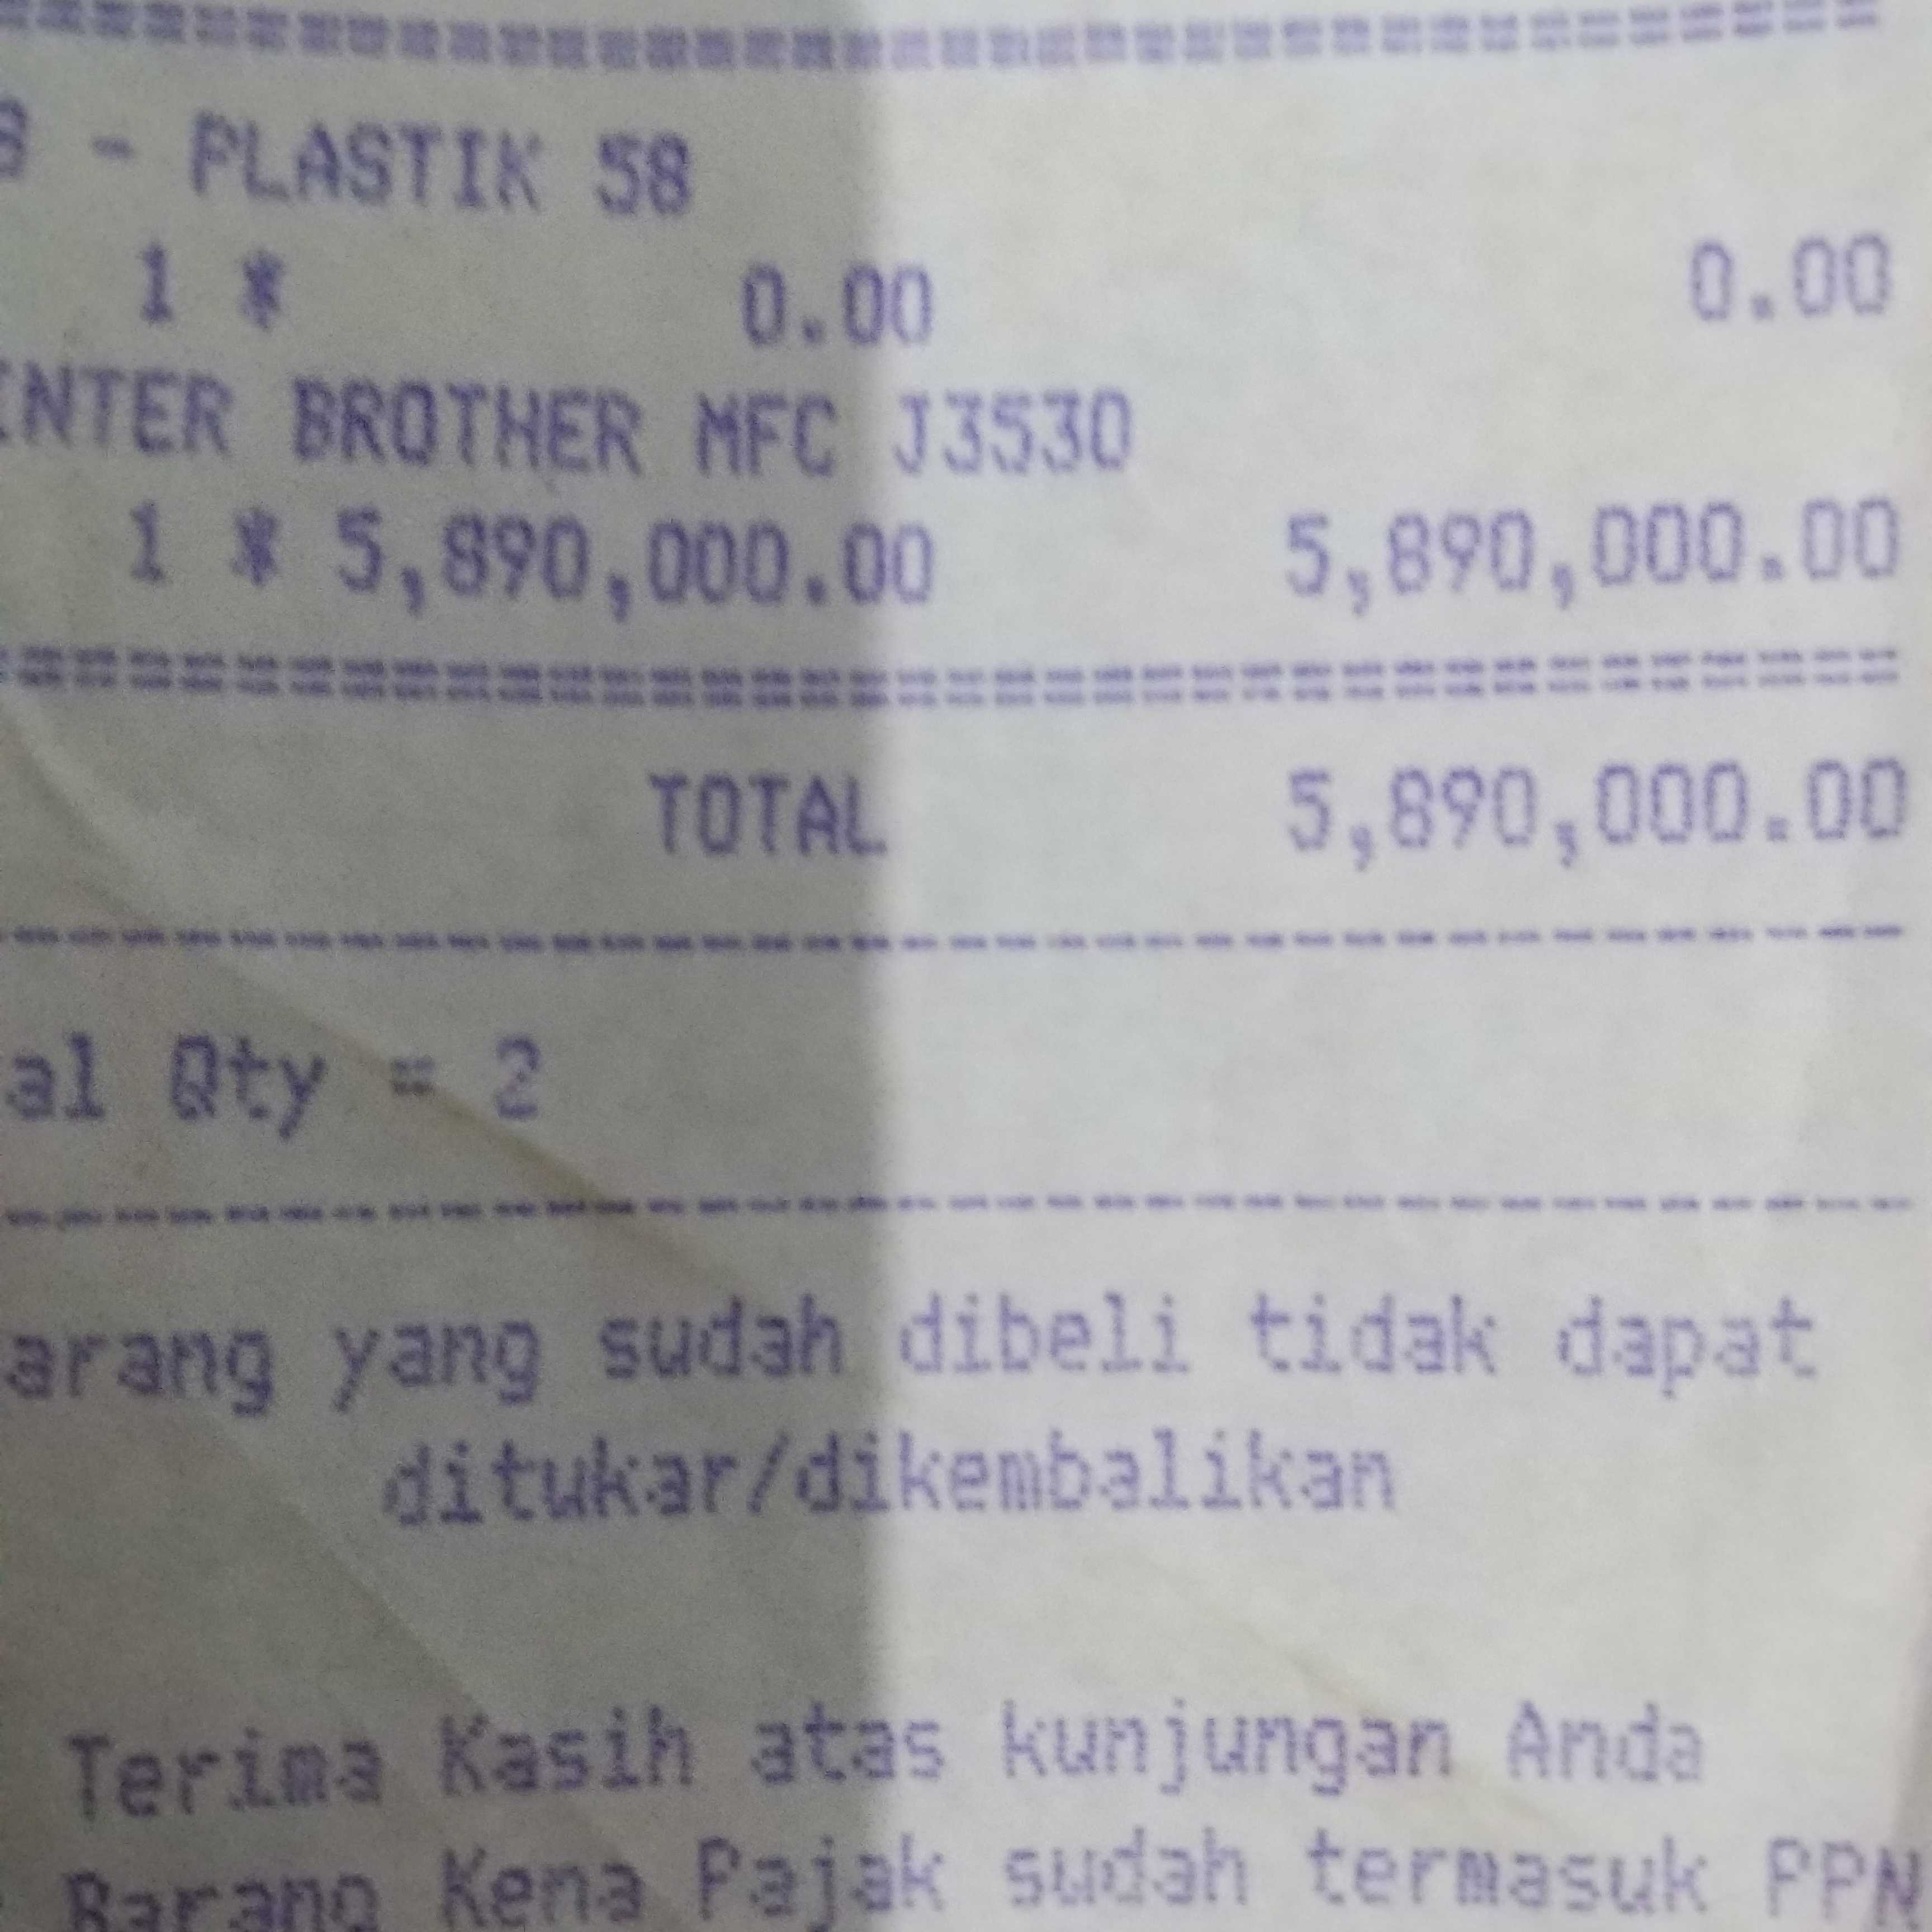 - PLASTIK 58
1 * 0.00 0.00
INTER BROTHER MFC J3530
1 * 5,890,000.00 5,890,000.00
TOTAL 5,890,000.00
al Qty = 2
arang yang sudah dibeli tidak dapat
ditukar/dikembalikan
Terima Kasih atas kunjungan Anda
Barang Kena Pajak sudah termasuk PPN